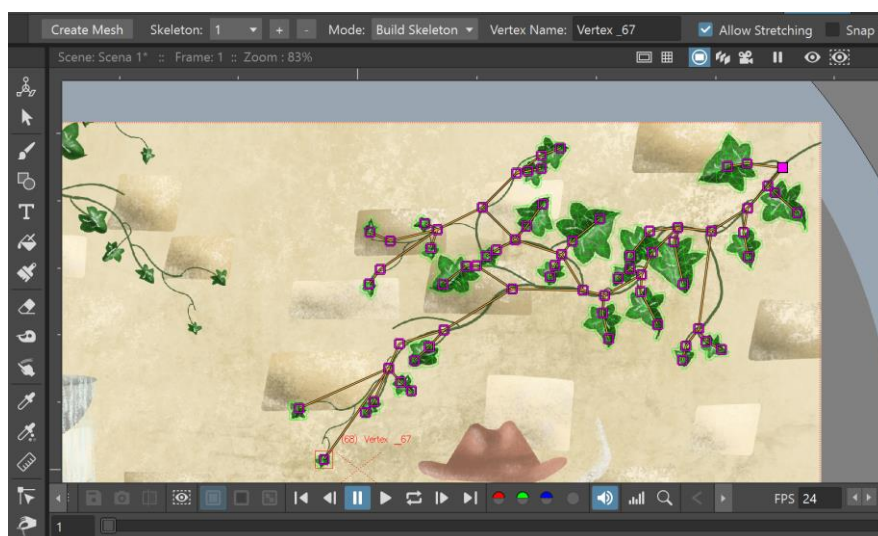 Create Mesh Skeleton: 1 + - Mode: Build Skeleton Vertex Name: Vertex _67 Allow Stretching Snap
Scene: Scena 1* :: Frame: 1 :: Zoom : 83%
(68) Vertex _67
FPS 24
1